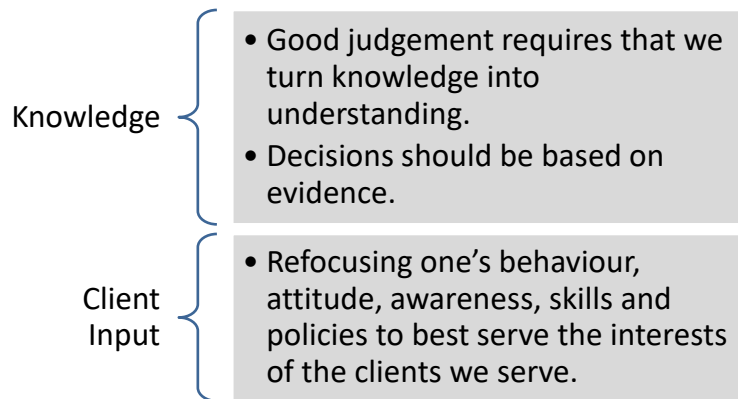 Knowledge
• Good judgement requires that we
turn knowledge into
understanding.
• Decisions should be based on
evidence.
Client
Input
• Refocusing one’s behaviour,
attitude, awareness, skills and
policies to best serve the interests
of the clients we serve.